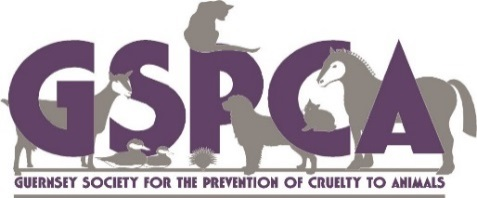 GSPCA
GUERNSEY SOCIETY FOR THE PREVENTION OF CRUELTY TO ANIMALS